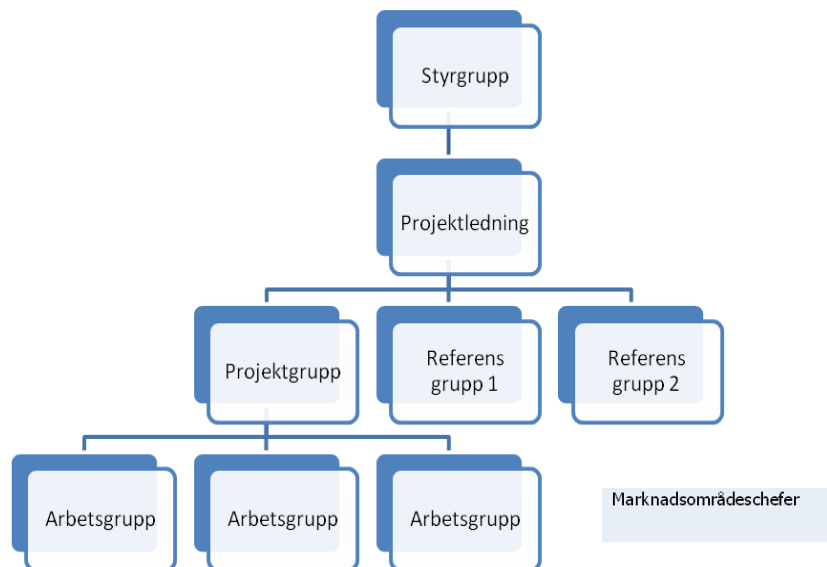 Styrgrupp
Projektledning
Projektgrupp
Referens
grupp 1
Referens
grupp 2
Arbetsgrupp
Arbetsgrupp
Arbetsgrupp
Marknadsområdeschefer